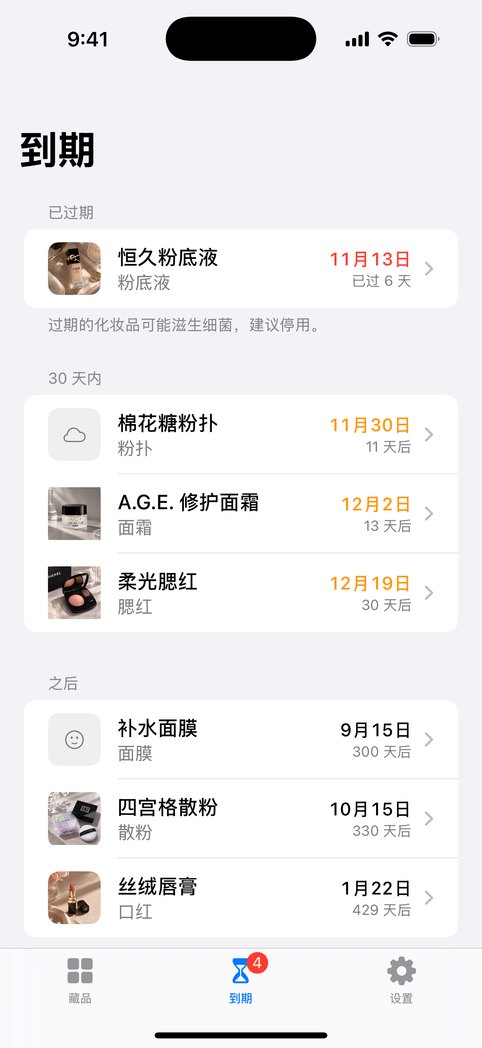 9:41
到期
已过期
恒久粉底液
11月13日
粉底液
已过 6 天
过期的化妆品可能滋生细菌，建议停用。
30 天内
棉花糖粉扑
11月30日
粉扑
11 天后
A.G.E. 修护面霜
12月2日
面霜
13 天后
柔光腮红
12月19日
腮红
30 天后
之后
补水面膜
9月15日
面膜
300 天后
四宫格散粉
10月15日
散粉
330 天后
丝绒唇膏
1月22日
口红
429 天后
4
藏品
到期
设置